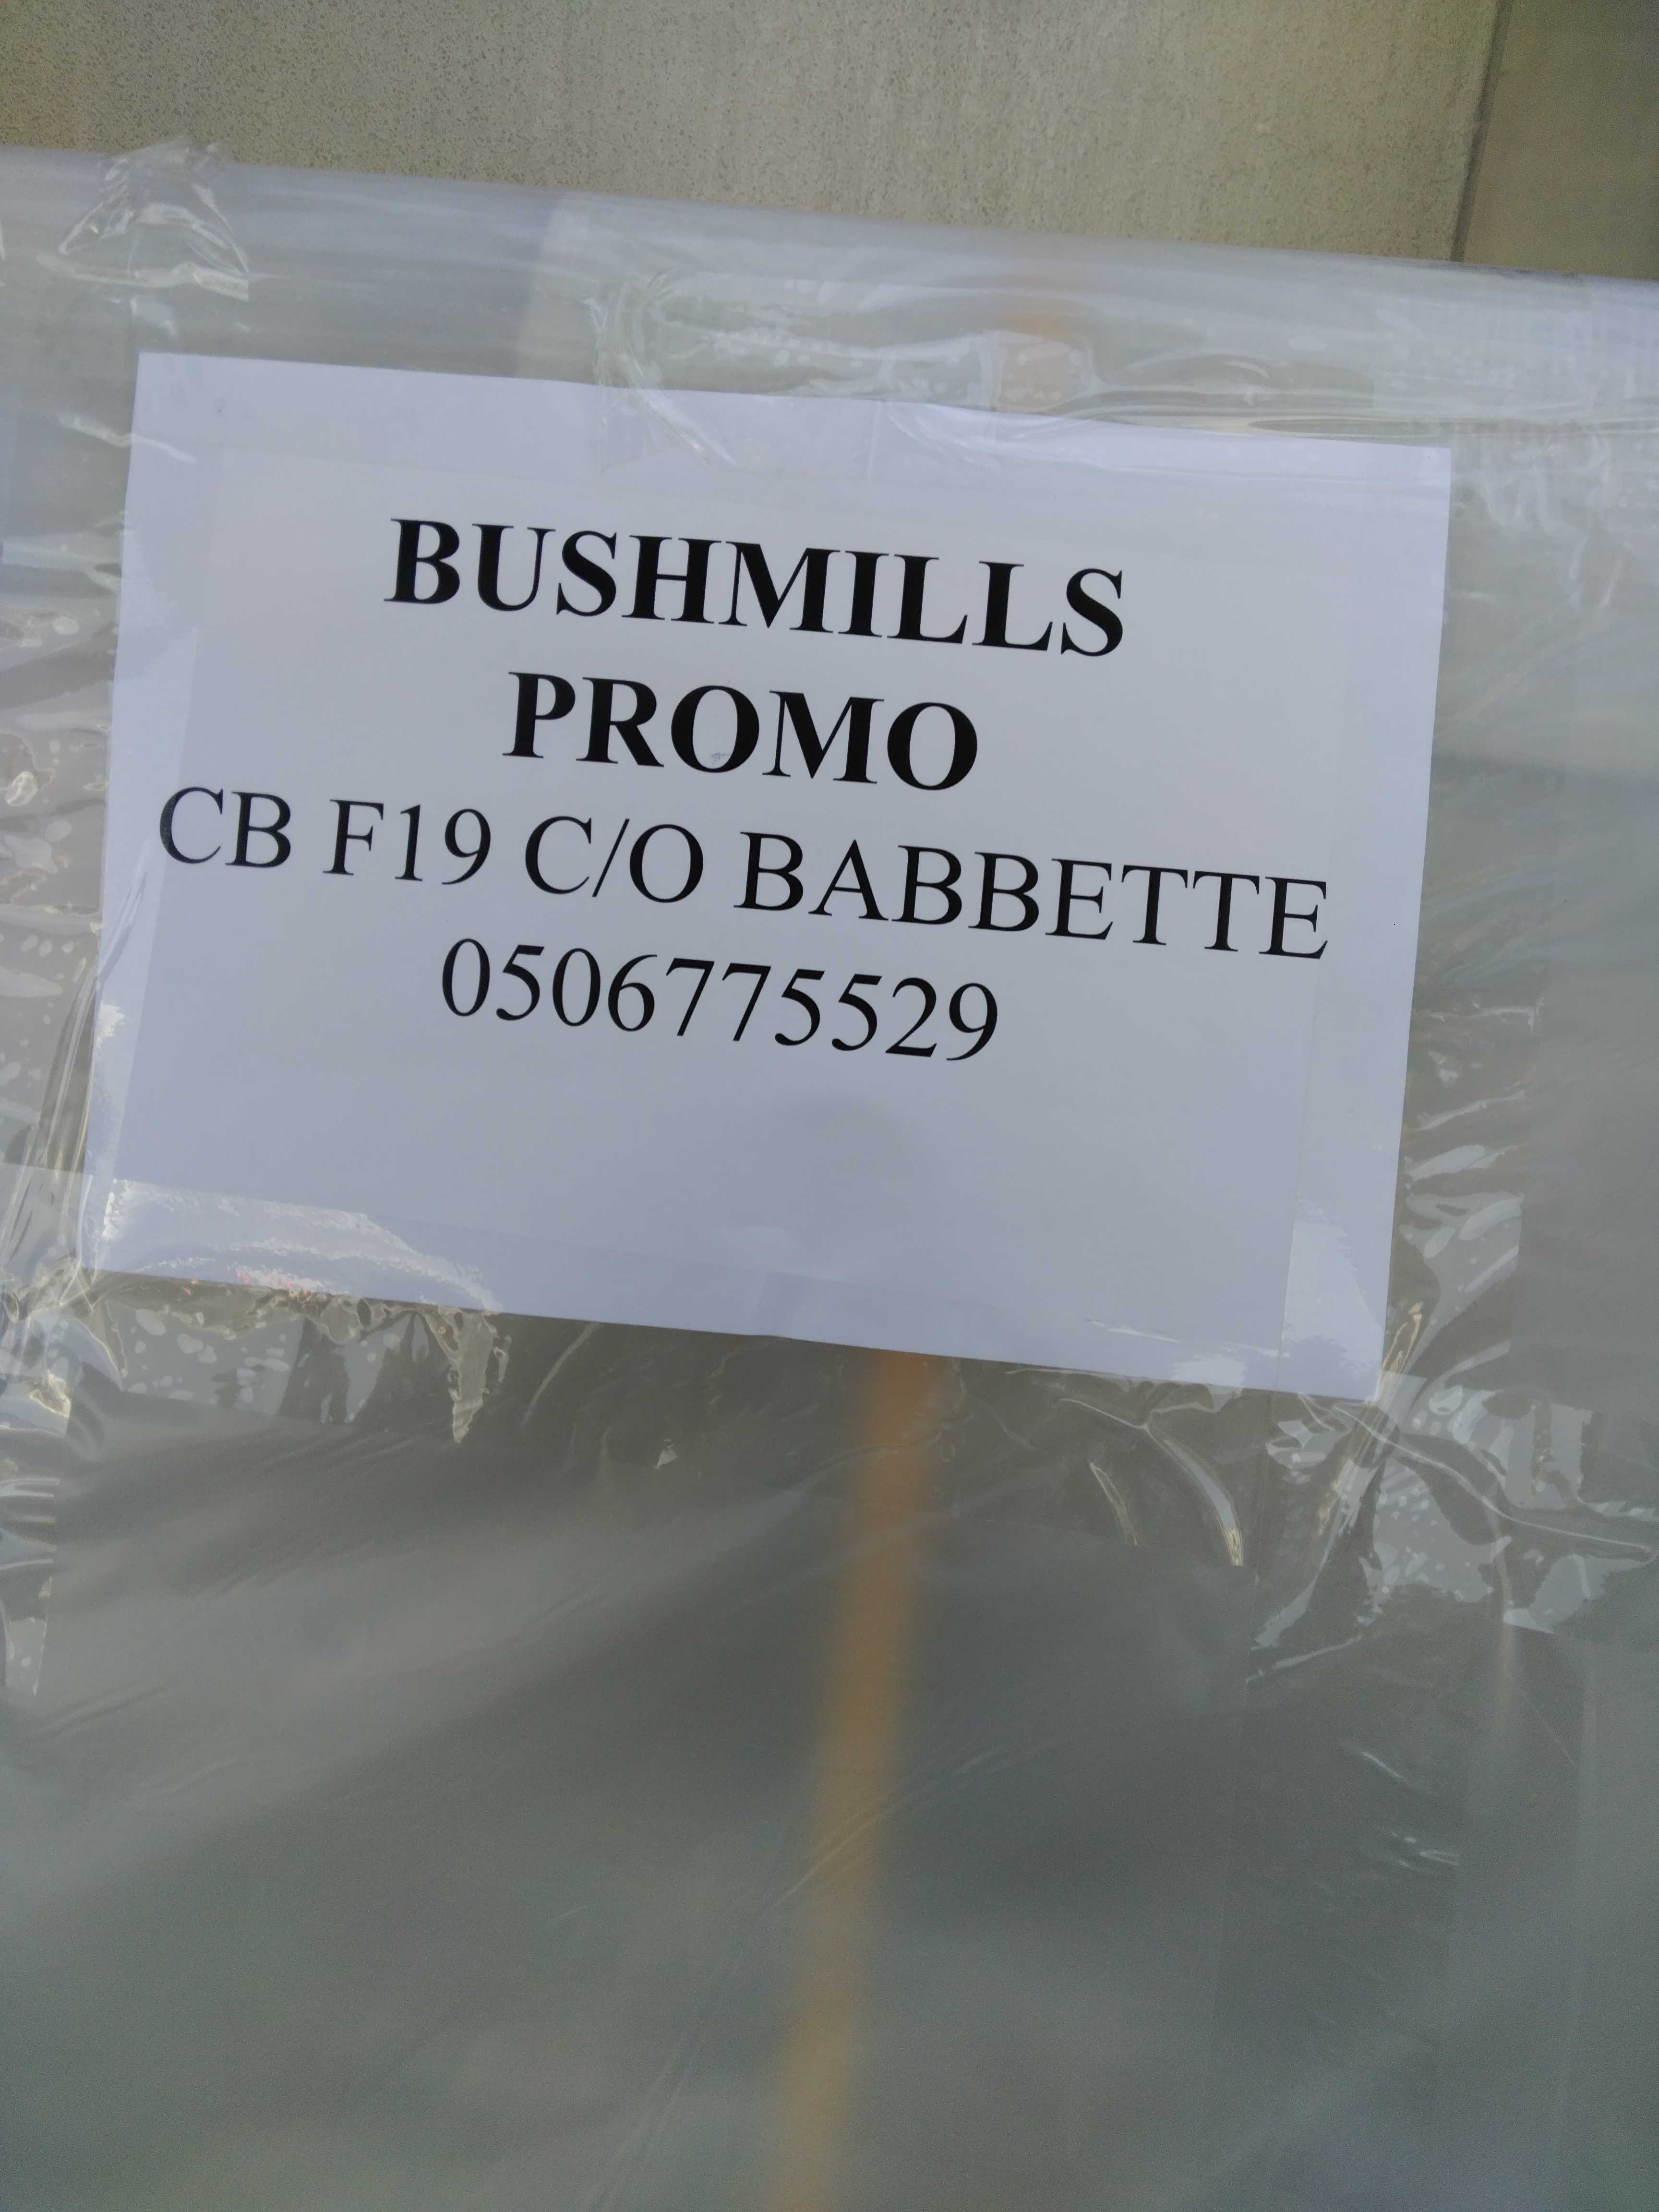 BUSHMILLS
PROMO
CB F19 C/O BABBETTE
0506775529